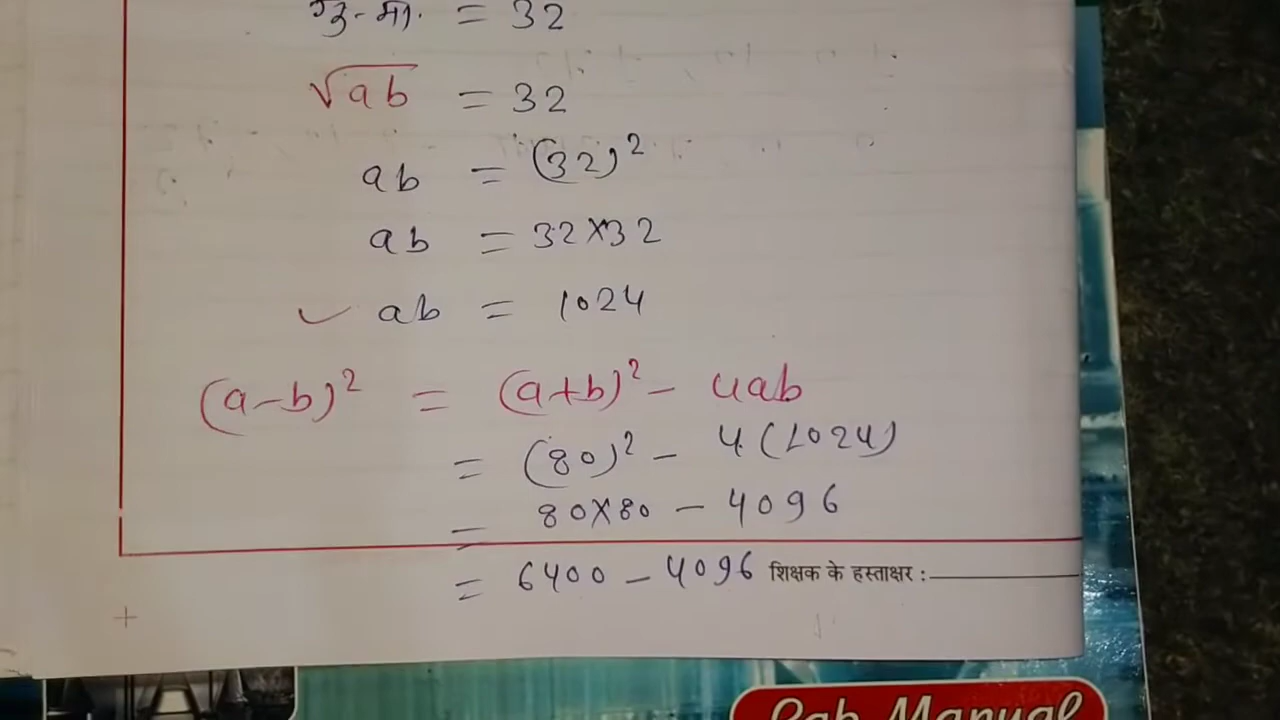 गु-मा. = 32
√ab = 32
ab = (32)²
ab = 32×32
✓ ab = 1024
(a-b)² = (a+b)² - 4ab
= (80)² - 4(1024)
= 80×80 - 4096
= 6400 - 4096 शिक्षक के हस्ताक्षर :
Lab Manual